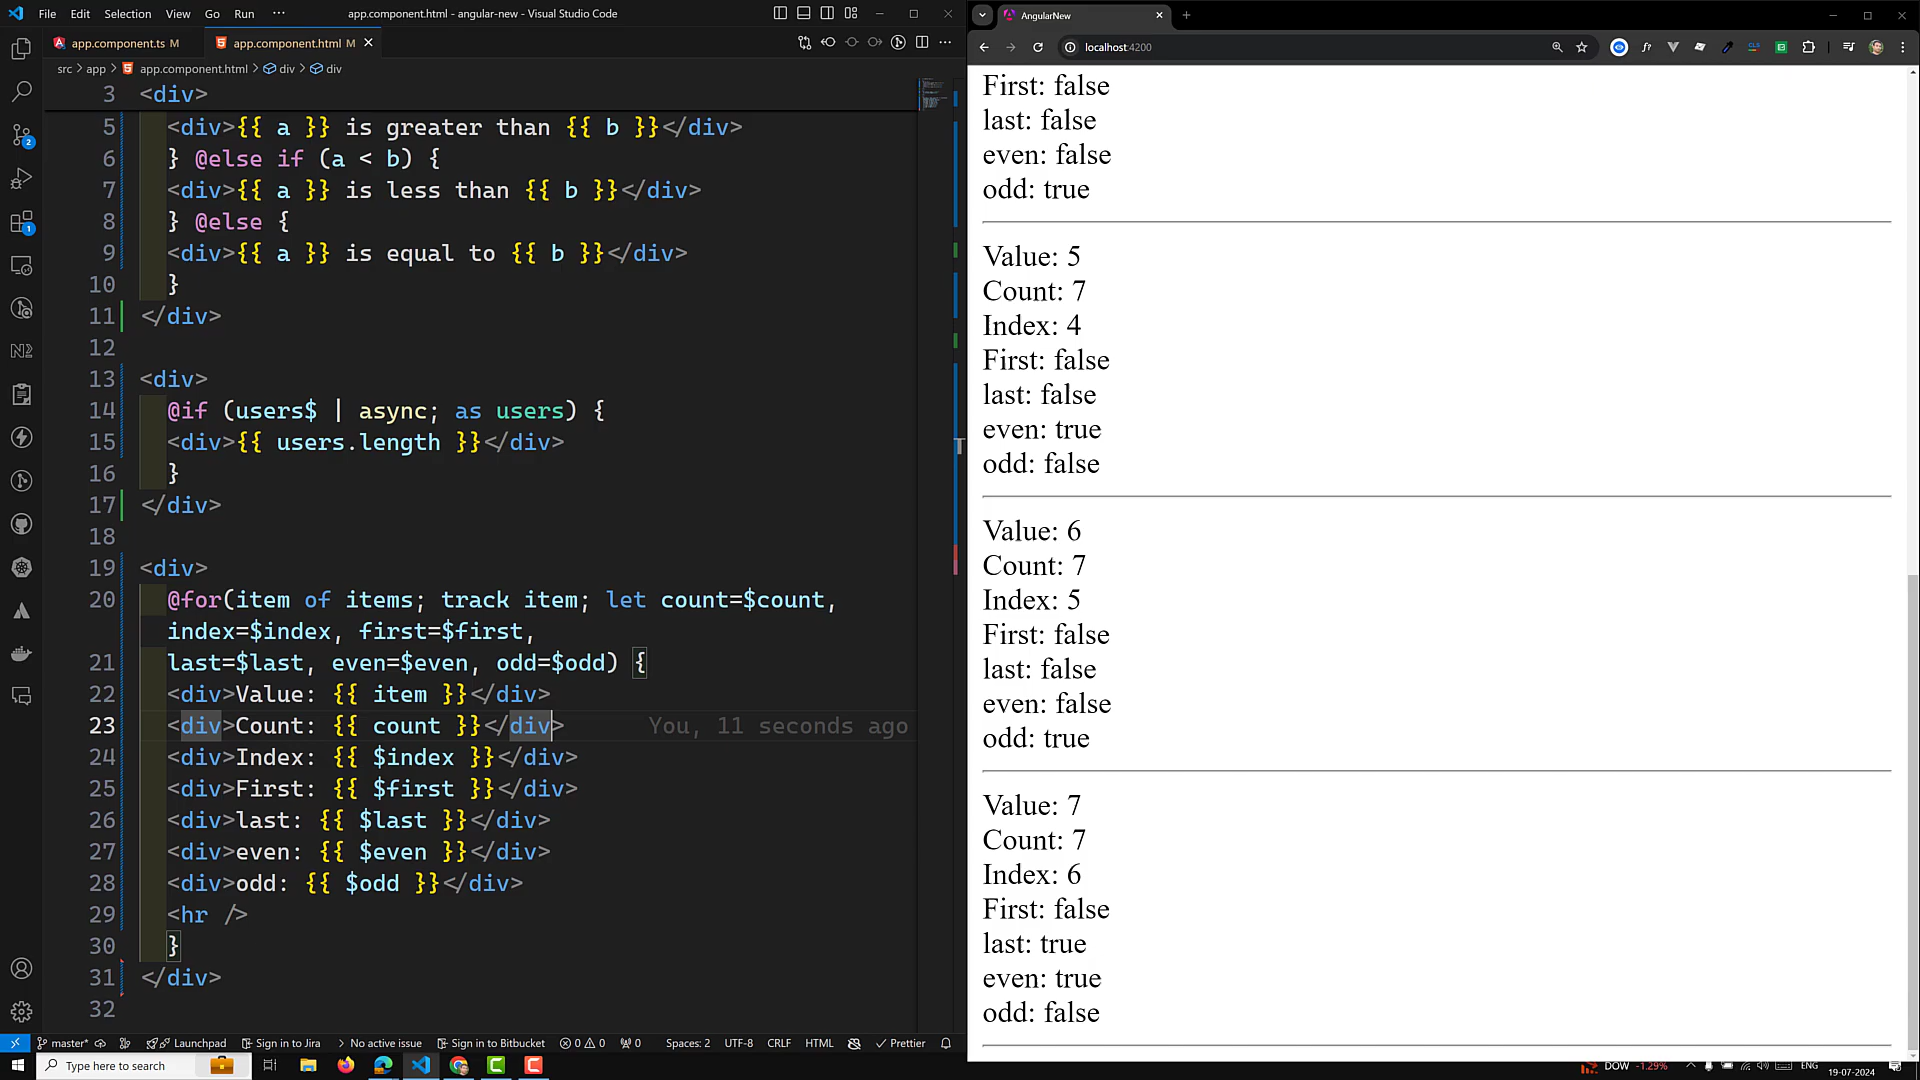 File Edit Selection View Go Run ··· app.component.html - angular-new - Visual Studio Code
app.component.ts M app.component.html M
src > app > app.component.html > div > div
3 <div>
5 <div>{{ a }} is greater than {{ b }}</div>
6 } @else if (a < b) {
7 <div>{{ a }} is less than {{ b }}</div>
8 } @else {
9 <div>{{ a }} is equal to {{ b }}</div>
10 }
11 </div>
12
13 <div>
14 @if (users$ | async; as users) {
15 <div>{{ users.length }}</div>
16 }
17 </div>
18
19 <div>
20 @for(item of items; track item; let count=$count,
index=$index, first=$first,
21 last=$last, even=$even, odd=$odd) {
22 <div>Value: {{ item }}</div>
23 <div>Count: {{ count }}</div> You, 11 seconds ago
24 <div>Index: {{ $index }}</div>
25 <div>First: {{ $first }}</div>
26 <div>last: {{ $last }}</div>
27 <div>even: {{ $even }}</div>
28 <div>odd: {{ $odd }}</div>
29 <hr />
30 }
31 </div>
32
master* Launchpad Sign in to Jira No active issue Sign in to Bitbucket 0 0 0 Spaces: 2 UTF-8 CRLF HTML Prettier
AngularNew
localhost:4200
First: false
last: false
even: false
odd: true
Value: 5
Count: 7
Index: 4
First: false
last: false
even: true
odd: false
Value: 6
Count: 7
Index: 5
First: false
last: false
even: false
odd: true
Value: 7
Count: 7
Index: 6
First: false
last: true
even: true
odd: false
Type here to search
DOW -1.29% ENG
19-07-2024